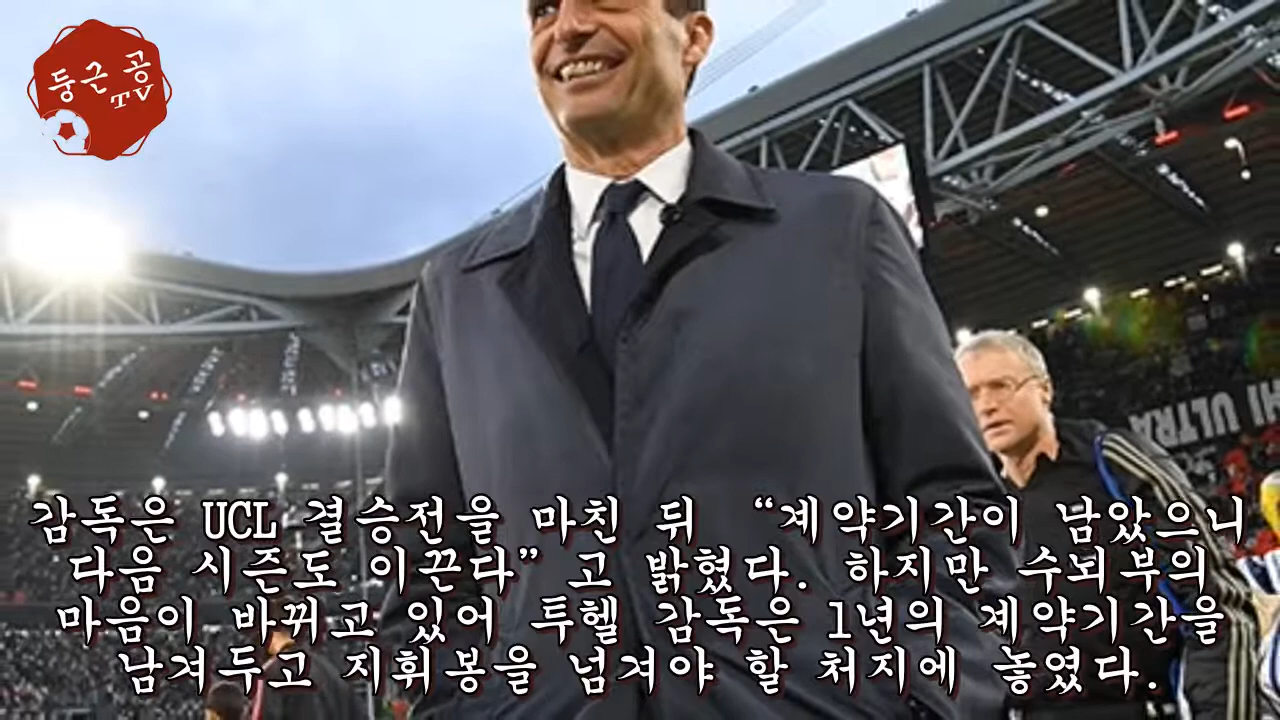 둥근 공
TV
감독은 UCL 결승전을 마친 뒤 “계약기간이 남았으니
다음 시즌도 이끈다” 고 밝혔다. 하지만 수뇌부의
마음이 바뀌고 있어 투헬 감독은 1년의 계약기간을
남겨두고 지휘봉을 넘겨야 할 처지에 놓였다.
HI ULTRA